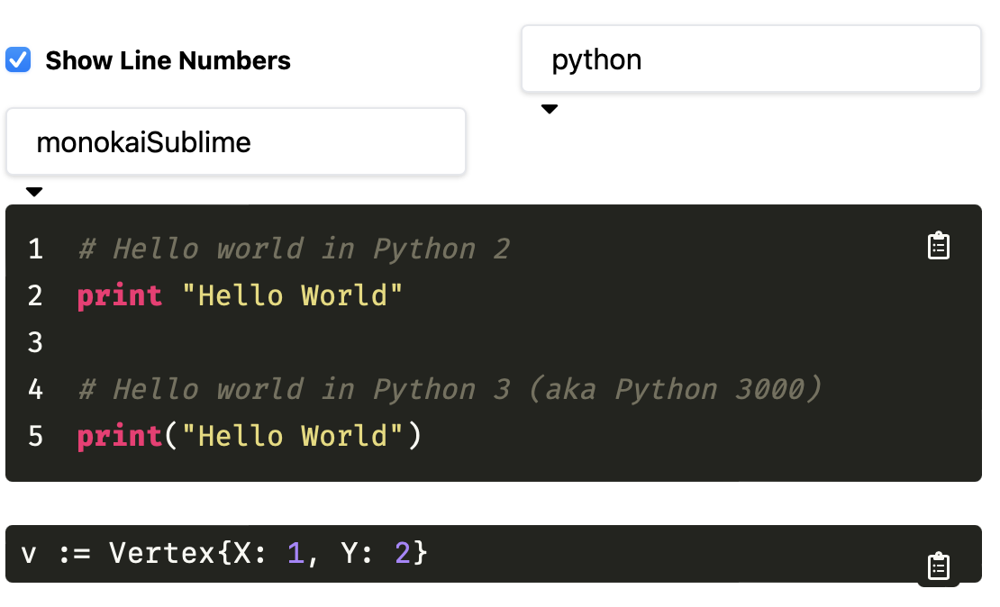 Show Line Numbers
python
monokaiSublime
1 # Hello world in Python 2
2 print "Hello World"
3
4 # Hello world in Python 3 (aka Python 3000)
5 print("Hello World")
v := Vertex{X: 1, Y: 2}